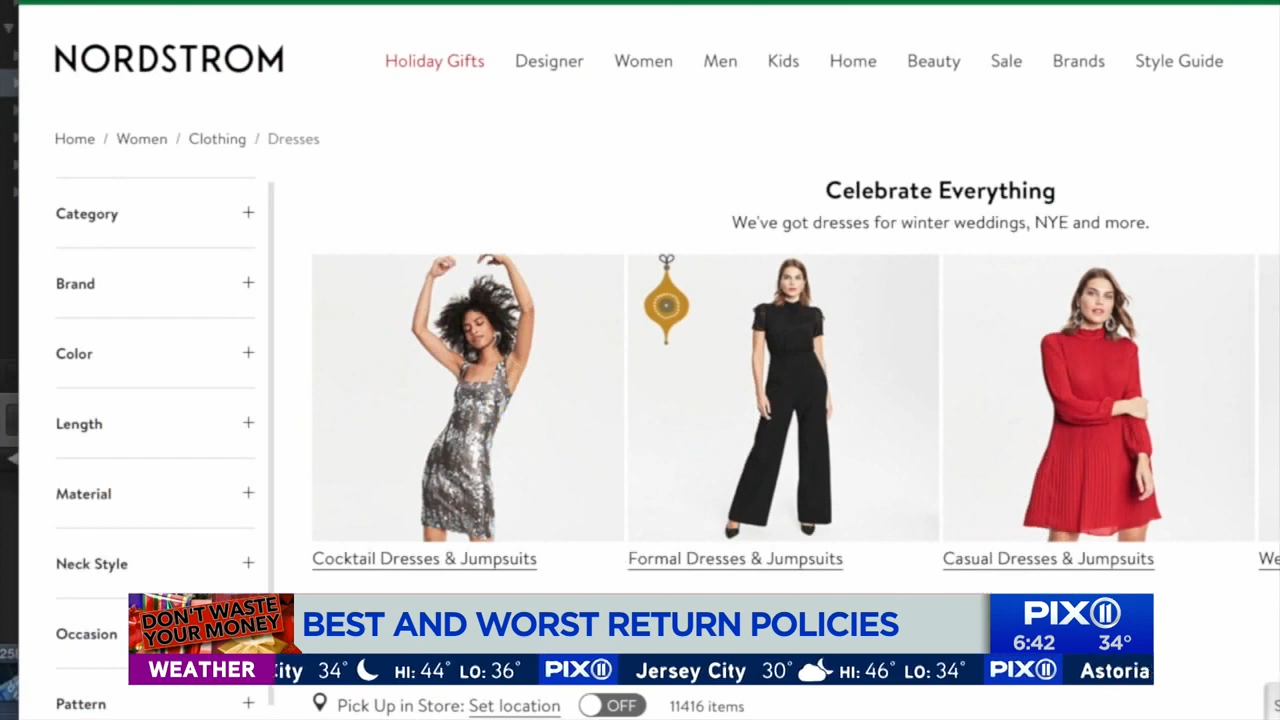 NORDSTROM
Holiday Gifts Designer Women Men Kids Home Beauty Sale Brands Style Guide
Home / Women / Clothing / Dresses
Category +
Brand +
Color +
Length +
Material +
Neck Style +
Occasion
Pattern +
Celebrate Everything
We've got dresses for winter weddings, NYE and more.
Cocktail Dresses & Jumpsuits
Formal Dresses & Jumpsuits
Casual Dresses & Jumpsuits
We
DON'T WASTE
YOUR MONEY
BEST AND WORST RETURN POLICIES
PIX11
6:42 34°
WEATHER
ity 34° HI: 44° LO: 36° PIX11 Jersey City 30° HI: 46° LO: 34° PIX11 Astoria
Pick Up in Store: Set location OFF 11416 items